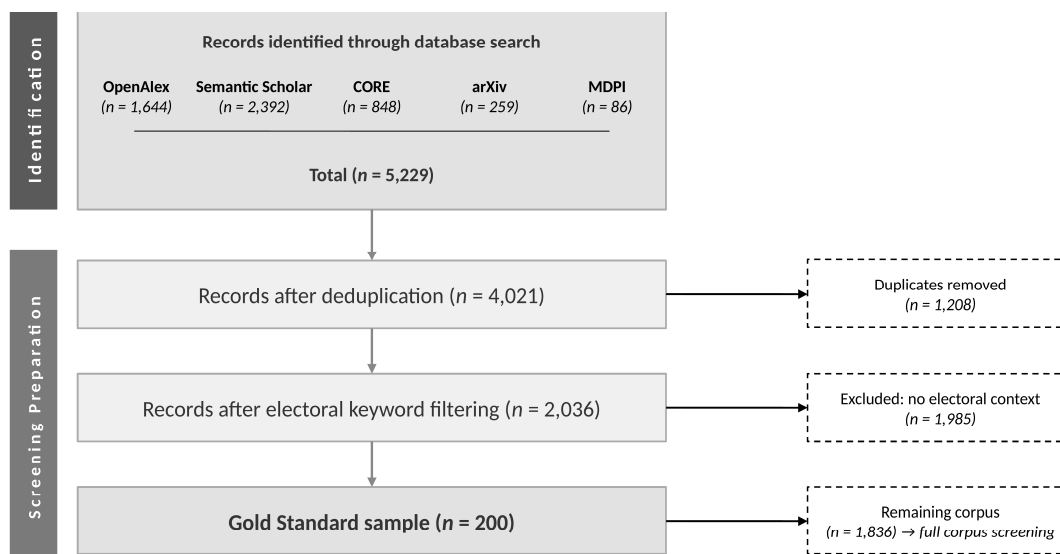 Identification
Records identified through database search
OpenAlex Semantic Scholar CORE arXiv MDPI
(n = 1,644) (n = 2,392) (n = 848) (n = 259) (n = 86)
Total (n = 5,229)
Screening Preparation
Records after deduplication (n = 4,021)
Duplicates removed
(n = 1,208)
Records after electoral keyword filtering (n = 2,036)
Excluded: no electoral context
(n = 1,985)
Gold Standard sample (n = 200)
Remaining corpus
(n = 1,836) → full corpus screening